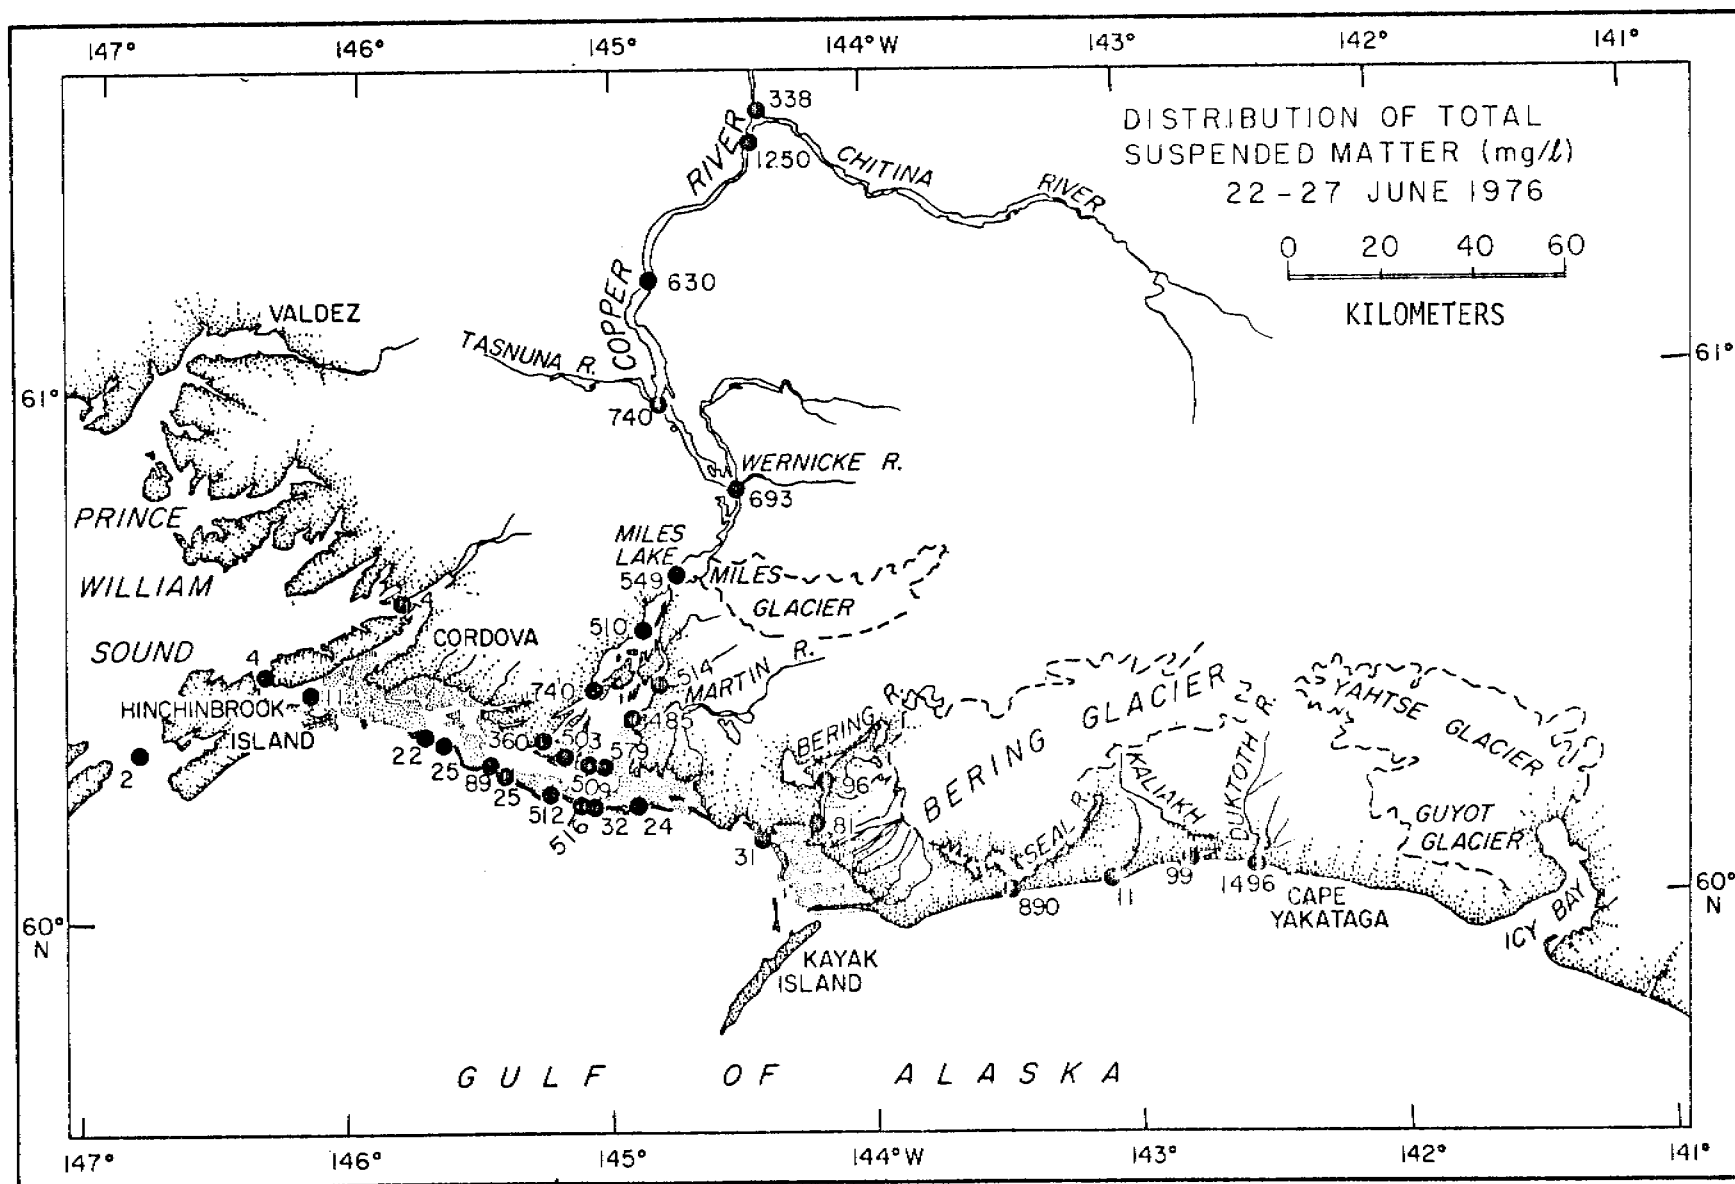 147° 146° 145° 144°W 143° 142° 141°
DISTRIBUTION OF TOTAL
SUSPENDED MATTER (mg/ℓ)
22-27 JUNE 1976
0 20 40 60
KILOMETERS
338
1250
RIVER
CHITINA
RIVER
630
COPPER
VALDEZ
TASNUNA R.
61°
61°
740
WERNICKE R.
693
PRINCE
WILLIAM
SOUND
MILES
LAKE
549
MILES
GLACIER
510
4
CORDOVA
4
11
HINCHINBROOK
ISLAND
2
740
514
MARTIN R.
485
360
503
579
509
22
25
89
25
512
516
32
24
31
BERING R.
96
81
BERING GLACIER
SEAL R.
KALIAKH
DUKTOTH R.
YAHTSE GLACIER
GUYOT
GLACIER
890
11
99
1496
CAPE
YAKATAGA
ICY BAY
60°
N
60°
N
KAYAK
ISLAND
GULF OF ALASKA
147° 146° 145° 144°W 143° 142° 141°